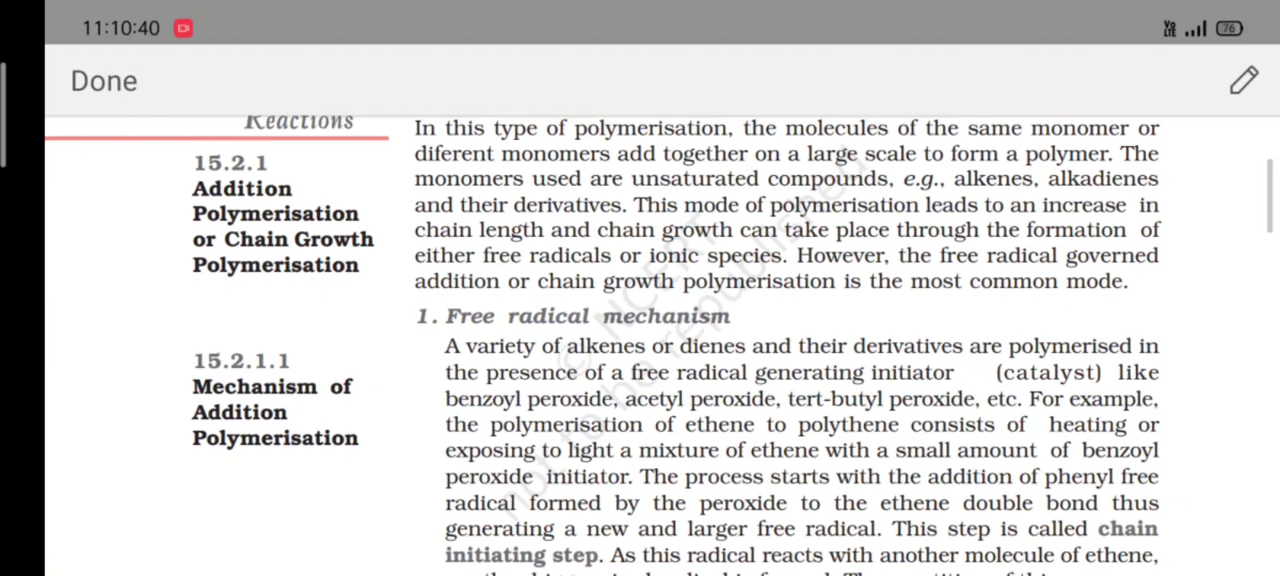 11:10:40
Vo LTE 76
Done
Reactions
15.2.1
Addition
Polymerisation
or Chain Growth
Polymerisation
In this type of polymerisation, the molecules of the same monomer or
diferent monomers add together on a large scale to form a polymer. The
monomers used are unsaturated compounds, e.g., alkenes, alkadienes
and their derivatives. This mode of polymerisation leads to an increase in
chain length and chain growth can take place through the formation of
either free radicals or ionic species. However, the free radical governed
addition or chain growth polymerisation is the most common mode.
1. Free radical mechanism
15.2.1.1
Mechanism of
Addition
Polymerisation
A variety of alkenes or dienes and their derivatives are polymerised in
the presence of a free radical generating initiator (catalyst) like
benzoyl peroxide, acetyl peroxide, tert-butyl peroxide, etc. For example,
the polymerisation of ethene to polythene consists of heating or
exposing to light a mixture of ethene with a small amount of benzoyl
peroxide initiator. The process starts with the addition of phenyl free
radical formed by the peroxide to the ethene double bond thus
generating a new and larger free radical. This step is called chain
initiating step. As this radical reacts with another molecule of ethene,
© NCERT
not to be republished